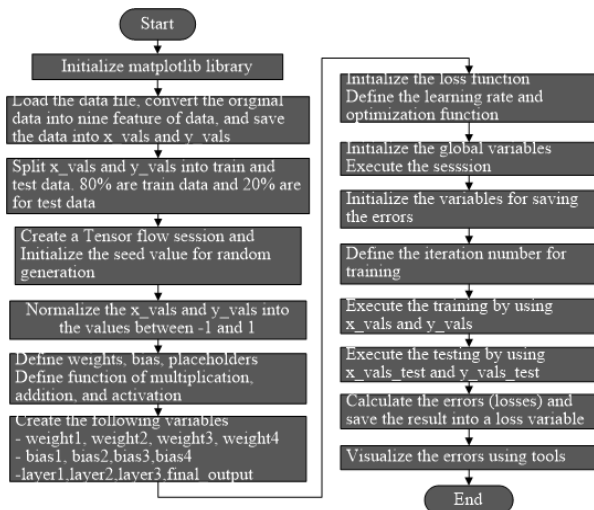 Start
Initialize matplotlib library
Load the data file, convert the original
data into nine feature of data, and save
the data into x_vals and y_vals
Split x_vals and y_vals into train and
test data. 80% are train data and 20% are
for test data
Create a Tensor flow session and
Initialize the seed value for random
generation
Normalize the x_vals and y_vals into
the values between -1 and 1
Define weights, bias, placeholders
Define function of multiplication,
addition, and activation
Create the following variables
- weight1, weight2, weight3, weight4
- bias1, bias2,bias3,bias4
-layer1,layer2,layer3,final_output
Initialize the loss function
Define the learning rate and
optimization function
Initialize the global variables
Execute the sesssion
Initialize the variables for saving
the errors
Define the iteration number for
training
Execute the training by using
x_vals and y_vals
Execute the testing by using
x_vals_test and y_vals_test
Calculate the errors (losses) and
save the result into a loss variable
Visualize the errors using tools
End